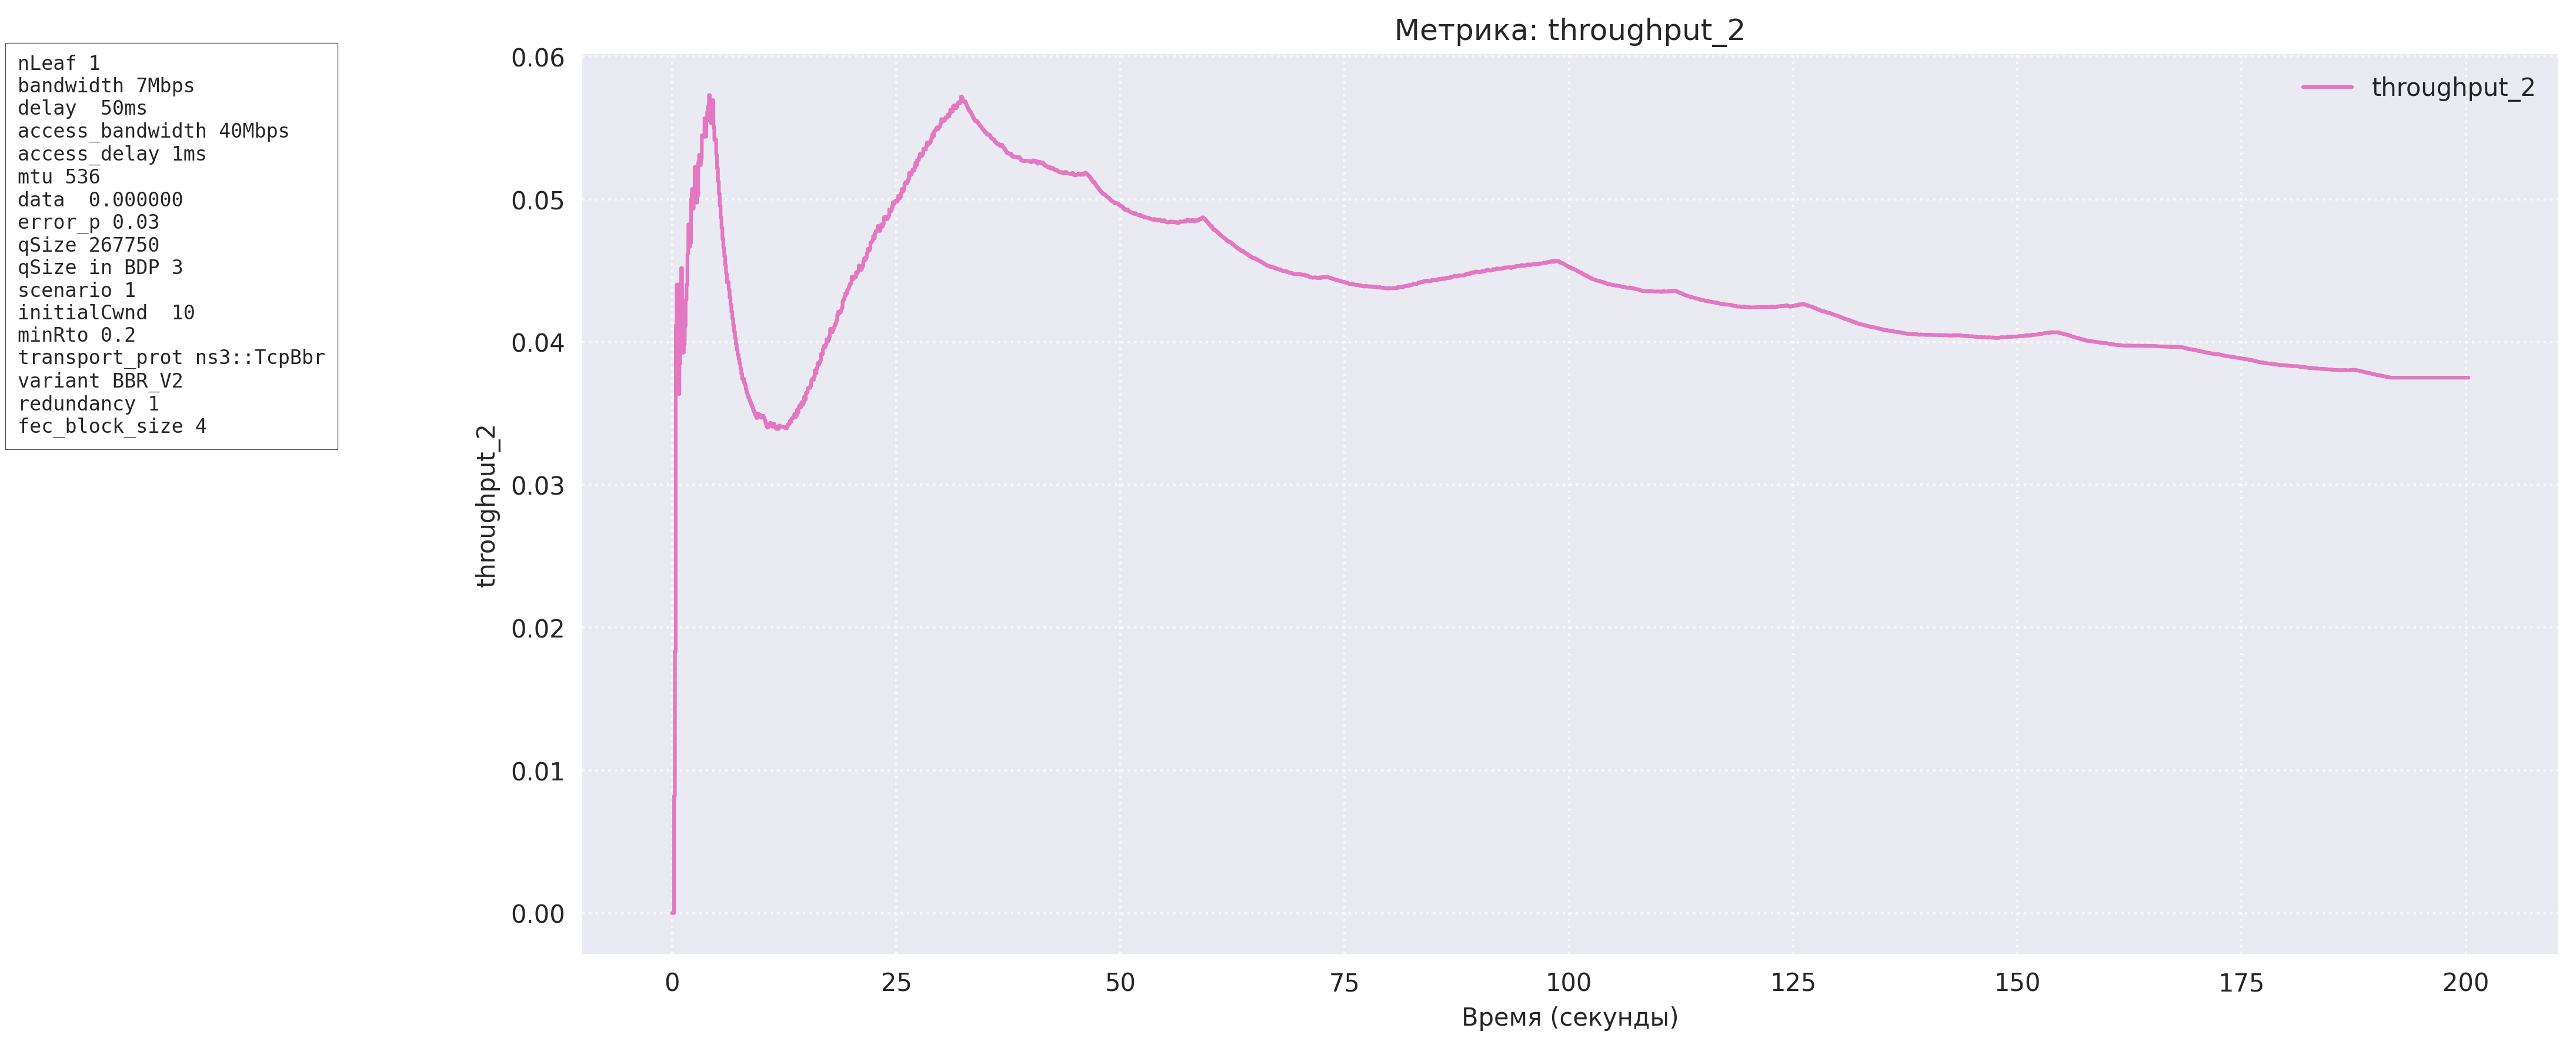 Метрика: throughput_2
nLeaf 1
bandwidth 7Mbps
delay  50ms
access_bandwidth 40Mbps
access_delay 1ms
mtu 536
data  0.000000
error_p 0.03
qSize 267750
qSize in BDP 3
scenario 1
initialCwnd  10
minRto 0.2
transport_prot ns3::TcpBbr
variant BBR_V2
redundancy 1
fec_block_size 4
throughput_2
0.06
0.05
0.04
0.03
0.02
0.01
0.00
throughput_2
0 25 50 75 100 125 150 175 200
Время (секунды)